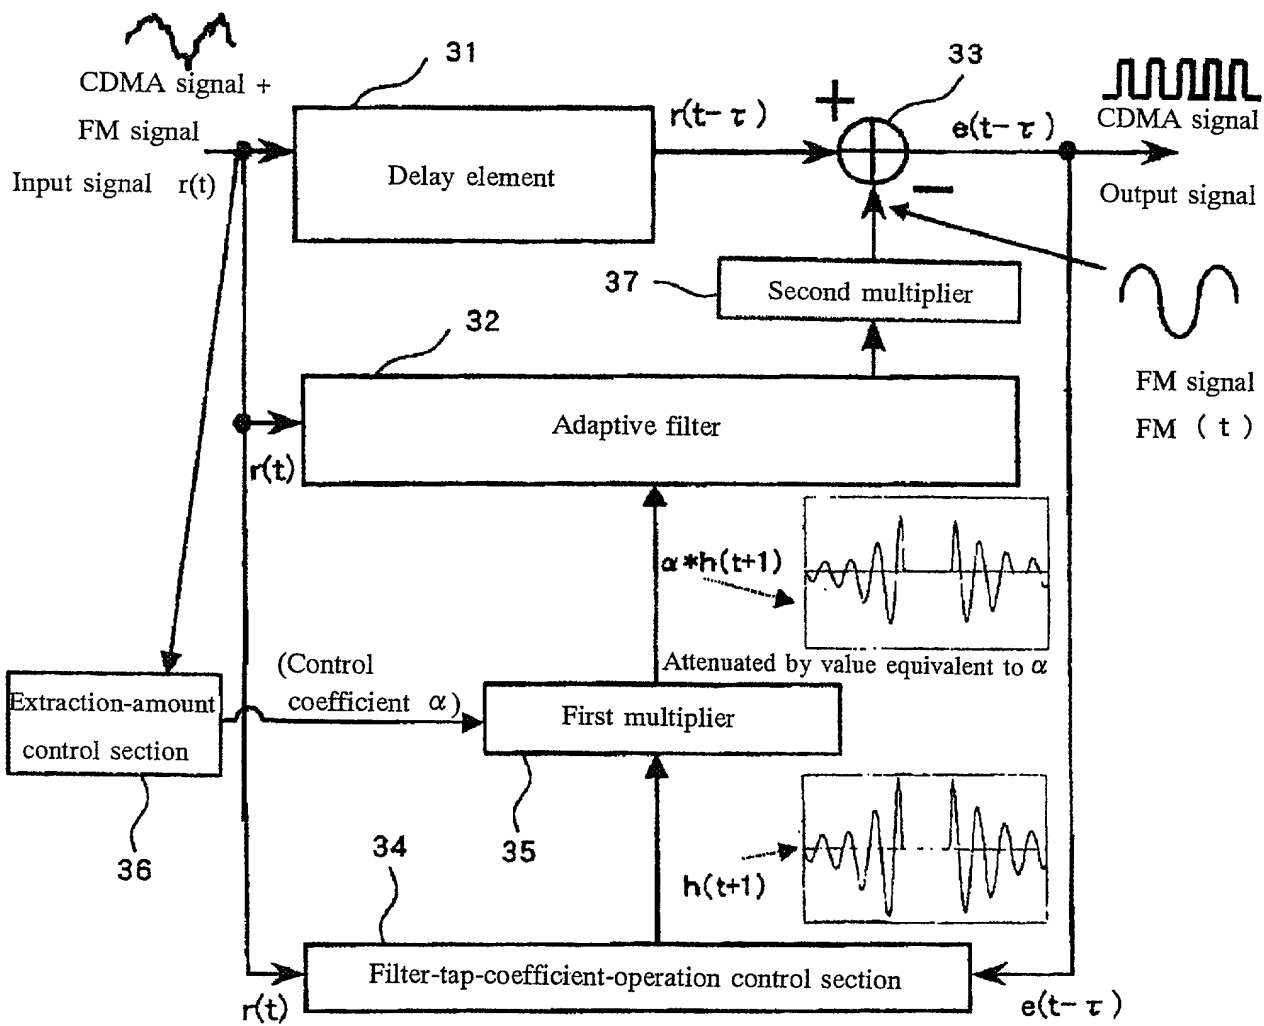 31
33
CDMA signal +
FM signal
Input signal r(t)
Delay element
r(t-τ)
+
e(t-τ)
CDMA signal
Output signal
−
37
Second multiplier
32
FM signal
FM (t)
Adaptive filter
r(t)
α*h(t+1)
Attenuated by value equivalent to α
(Control
coefficient α)
Extraction-amount
control section
First multiplier
36
35
34
h(t+1)
Filter-tap-coefficient-operation control section
r(t)
e(t-τ)